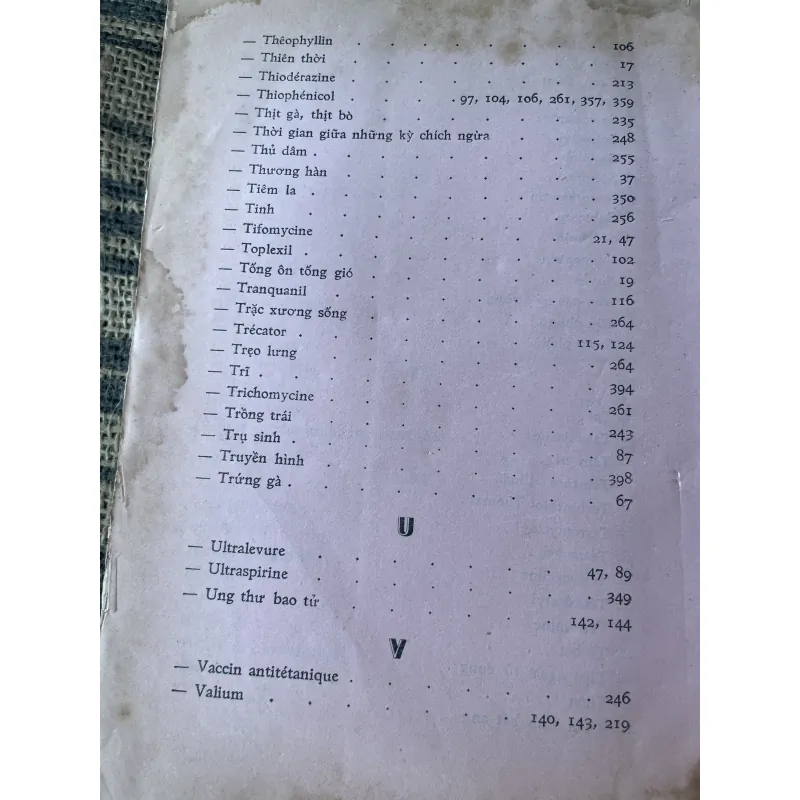 — Thêophyllin . . . . . . . 106
— Thiên thời . . . . . . . 17
— Thiodérazine . . . . . . . 213
— Thiophénicol . . . . 97, 104, 106, 261, 357, 359
— Thịt gà, thịt bò . . . . . . 235
— Thời gian giữa những kỳ chích ngừa . . . 248
— Thủ dâm . . . . . . . . 255
— Thương hàn . . . . . . . 37
— Tiêm la . . . . . . . . 350
— Tinh . . . . . . . . 256
— Tifomycine . . . . . . 21, 47
— Toplexil . . . . . . . . 102
— Tống ôn tống gió . . . . . . 19
— Tranquanil . . . . . . . 116
— Trặc xương sống . . . . . . 264
— Trécator . . . . . . . 115, 124
— Trẹo lưng . . . . . . . 264
— Trĩ . . . . . . . . . 394
— Trichomycine . . . . . . . 261
— Trồng trái . . . . . . . 243
— Trụ sinh . . . . . . . . 87
— Truyền hình . . . . . . . 398
— Trứng gà . . . . . . . . 67
U
— Ultralevure . . . . . . 47, 89
— Ultraspirine . . . . . . . 349
— Ung thư bao tử . . . . . 142, 144
V
— Vaccin antitétanique . . . . . . 246
— Valium . . . . . . 140, 143, 219